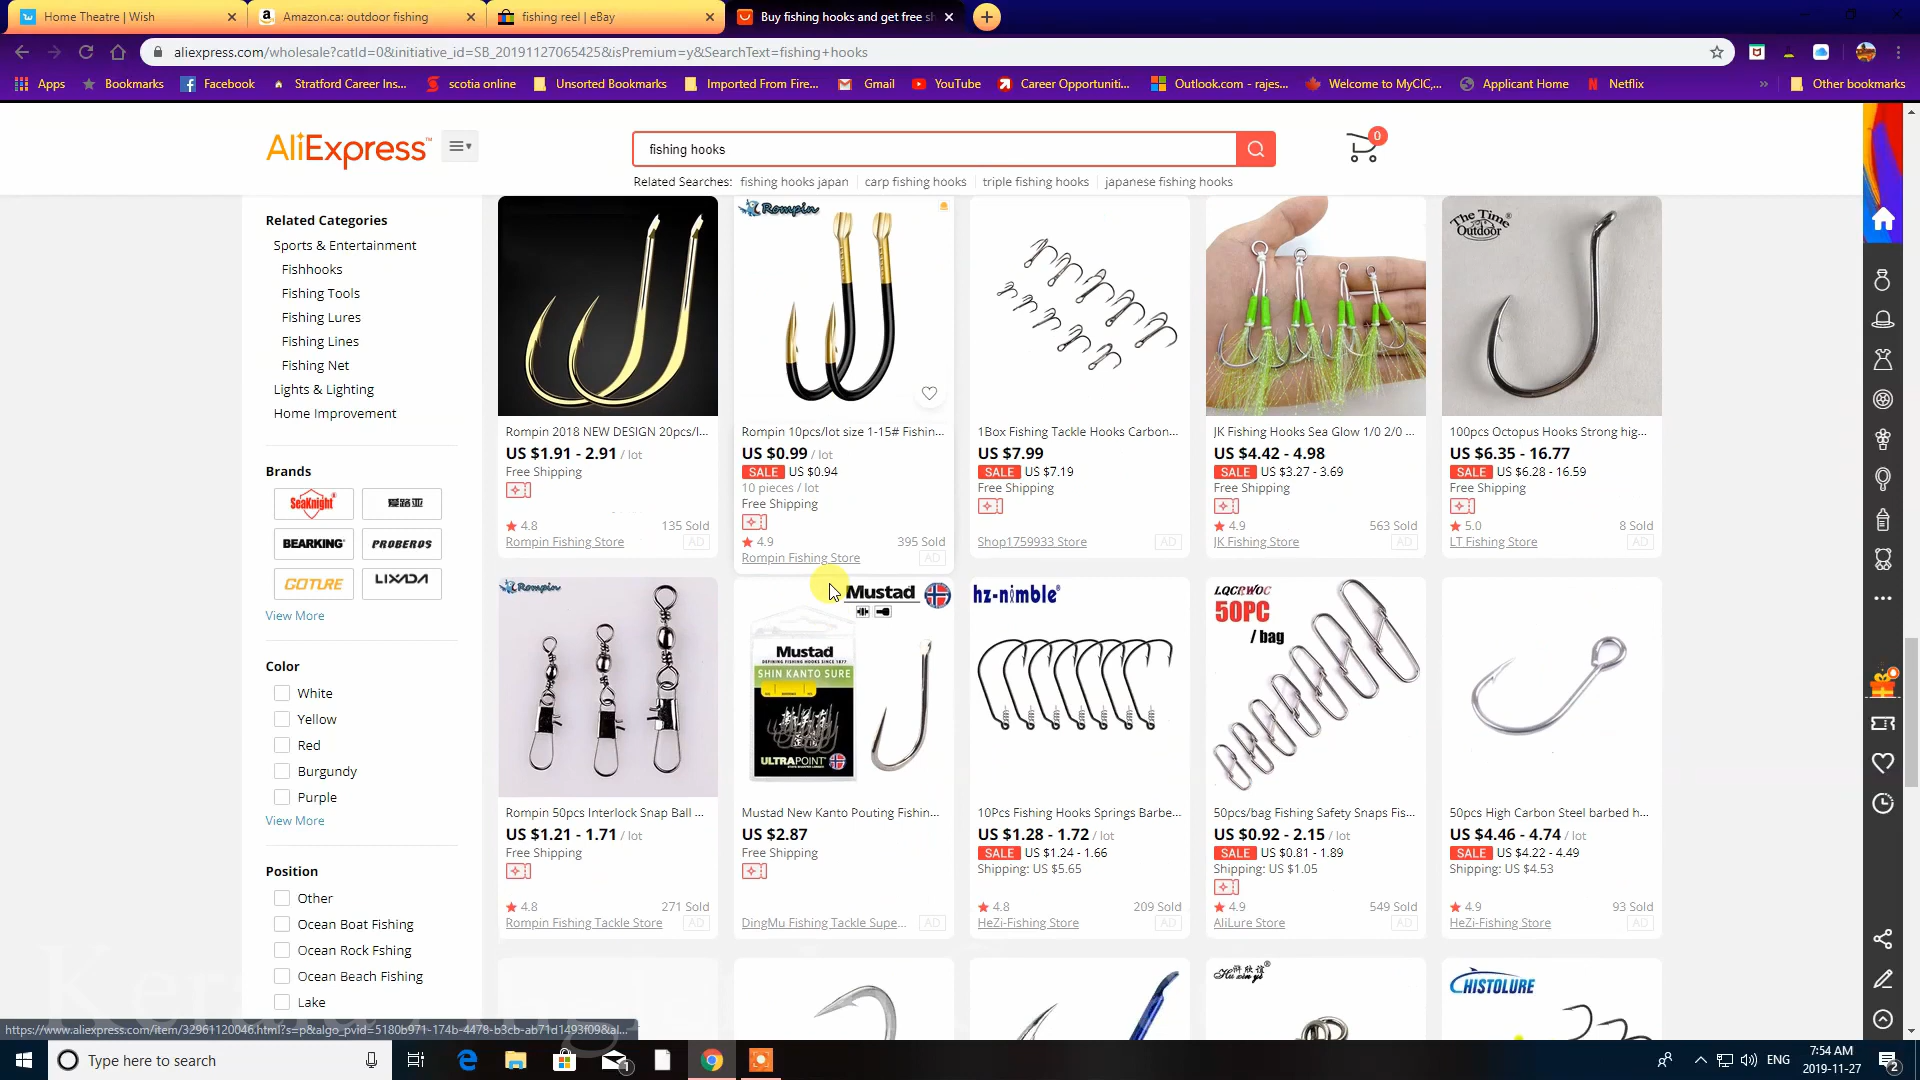 Home Theatre | Wish
Amazon.ca: outdoor fishing
fishing reel | eBay
Buy fishing hooks and get free sh
aliexpress.com/wholesale?catId=0&initiative_id=SB_20191127065425&isPremium=y&SearchText=fishing+hooks
Apps
Bookmarks
Facebook
Stratford Career Ins...
scotia online
Unsorted Bookmarks
Imported From Fire...
Gmail
YouTube
Career Opportuniti...
Outlook.com - rajes...
Welcome to MyCIC,...
Applicant Home
Netflix
Other bookmarks
AliExpress™
fishing hooks
0
Related Searches: fishing hooks japan carp fishing hooks triple fishing hooks japanese fishing hooks
Related Categories
Sports & Entertainment
Fishhooks
Fishing Tools
Fishing Lures
Fishing Lines
Fishing Net
Lights & Lighting
Home Improvement
Brands
SeaKnight
BEARKING
PROBEROS
GOTURE
LIXADA
View More
Color
White
Yellow
Red
Burgundy
Purple
View More
Position
Other
Ocean Boat Fishing
Ocean Rock Fshing
Ocean Beach Fishing
Lake
Rompin 2018 NEW DESIGN 20pcs/l...
US $1.91 - 2.91 / lot
Free Shipping
4.8 135 Sold
Rompin Fishing Store AD
Rompin
Rompin 10pcs/lot size 1-15# Fishin...
US $0.99 / lot
SALE US $0.94
10 pieces / lot
Free Shipping
4.9 395 Sold
Rompin Fishing Store AD
1Box Fishing Tackle Hooks Carbon...
US $7.99
SALE US $7.19
Free Shipping
Shop1759933 Store AD
JK Fishing Hooks Sea Glow 1/0 2/0 ...
US $4.42 - 4.98
SALE US $3.27 - 3.69
Free Shipping
4.9 563 Sold
JK Fishing Store AD
The Time
Outdoor
100pcs Octopus Hooks Strong hig...
US $6.35 - 16.77
SALE US $6.28 - 16.59
Free Shipping
5.0 8 Sold
LT Fishing Store AD
Rompin
Rompin 50pcs Interlock Snap Ball ...
US $1.21 - 1.71 / lot
Free Shipping
4.8 271 Sold
Rompin Fishing Tackle Store AD
Mustad
Mustad
DEFINING FISHING HOOKS SINCE 1877
SHIN KANTO SURE
ULTRAPOINT
Mustad New Kanto Pouting Fishin...
US $2.87
Free Shipping
DingMu Fishing Tackle Supe... AD
hz-nimble
10Pcs Fishing Hooks Springs Barbe...
US $1.28 - 1.72 / lot
SALE US $1.24 - 1.66
Shipping: US $5.65
4.8 209 Sold
HeZi-Fishing Store AD
LQCRWOC
50PC
/ bag
50pcs/bag Fishing Safety Snaps Fis...
US $0.92 - 2.15 / lot
SALE US $0.81 - 1.89
Shipping: US $1.05
4.9 549 Sold
AliLure Store AD
50pcs High Carbon Steel barbed h...
US $4.46 - 4.74 / lot
SALE US $4.22 - 4.49
Shipping: US $4.53
4.9 93 Sold
HeZi-Fishing Store AD
CHISTOLURE
https://www.aliexpress.com/item/32961120046.html?s=p&algo_pvid=5180b971-174b-4478-b3cb-ab71d1493f09&al...
Type here to search
1
ENG
7:54 AM
2019-11-27
2